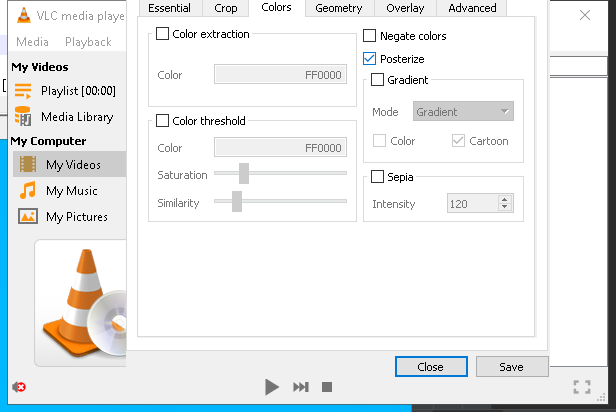 VLC media playe
Media Playback
My Videos
Playlist [00:00]
Media Library
My Computer
My Videos
My Music
My Pictures
Essential Crop Colors Geometry Overlay Advanced
Color extraction
Color FF0000
Color threshold
Color FF0000
Saturation
Similarity
Negate colors
Posterize
Gradient
Mode Gradient
Color Cartoon
Sepia
Intensity 120
Close Save